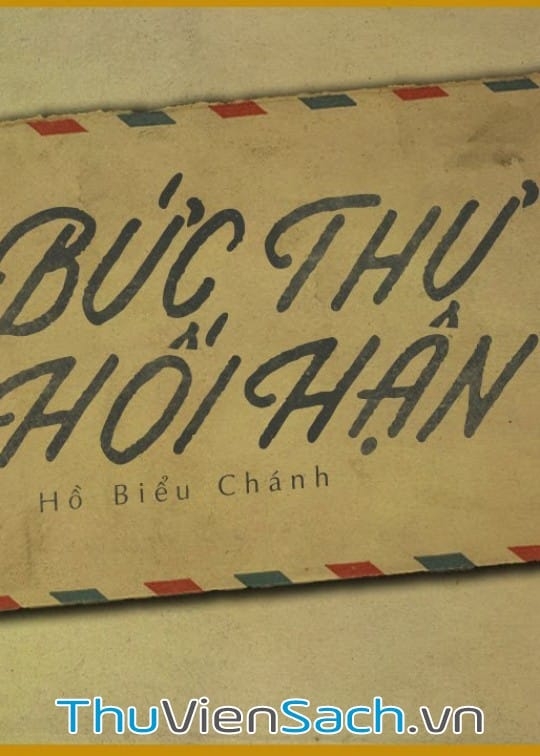 BỨC THƯ
HỐI HẬN
Hồ Biểu Chánh
ThuVienSach.vn